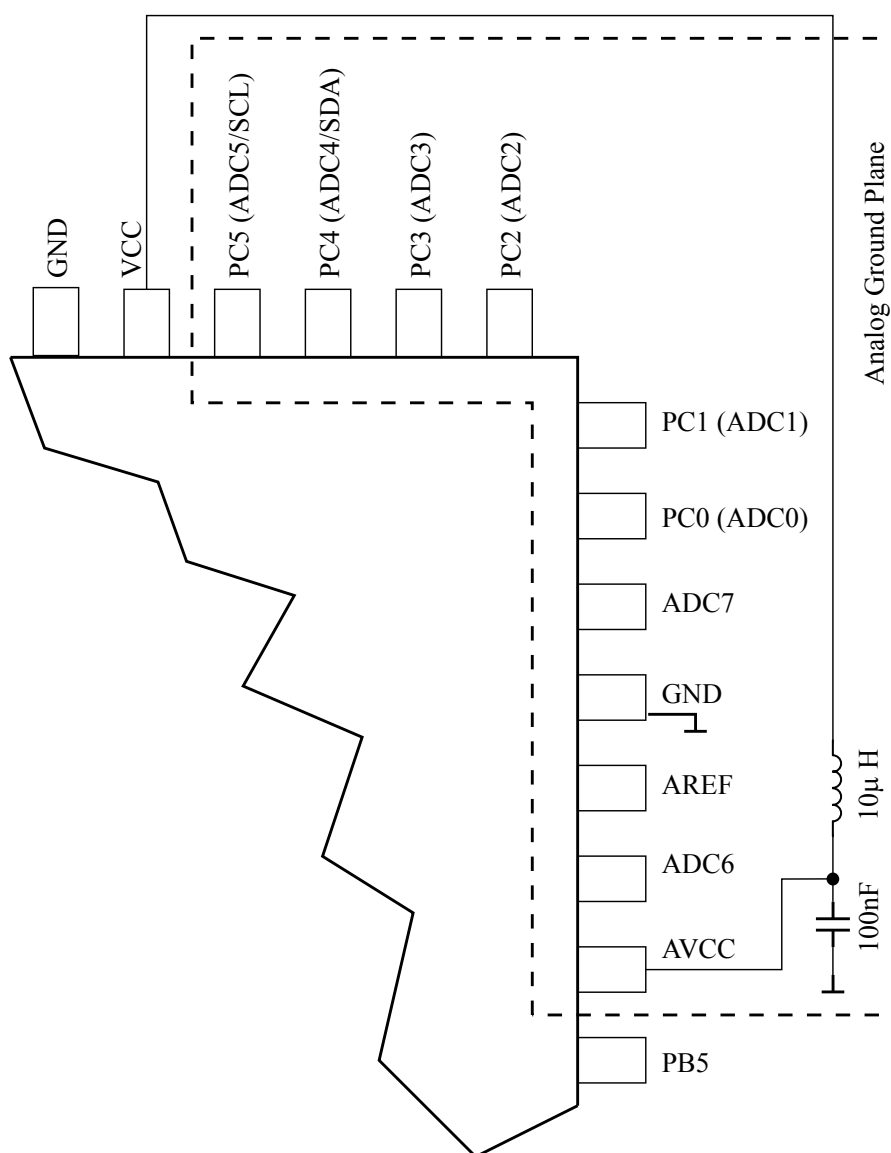 GND
VCC
PC5 (ADC5/SCL)
PC4 (ADC4/SDA)
PC3 (ADC3)
PC2 (ADC2)
Analog Ground Plane
PC1 (ADC1)
PC0 (ADC0)
ADC7
GND
AREF
10µ H
ADC6
100nF
AVCC
PB5